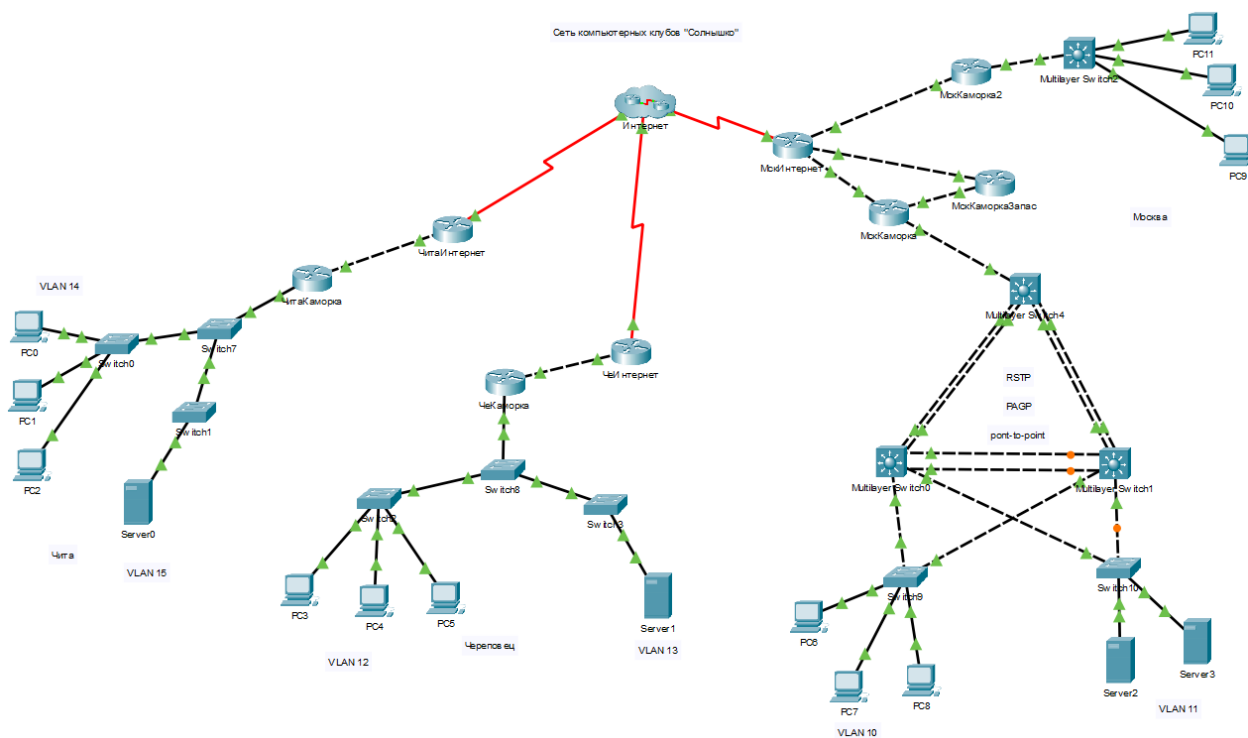 Сеть компьютерных клубов "Солнышко"
PC11
МскКаморка2
Multilayer Switch2
PC10
Интернет
МскИнтернет
PC9
МскКаморкаЗапас
МскКаморка
Москва
ЧитаИнтернет
VLAN 14
ЧитаКаморка
Multilayer Switch4
PC0
Switch7
Switch0
ЧеИнтернет
RSTP
PC1
Switch1
ЧеКаморка
PAGP
pont-to-point
PC2
Switch8
Multilayer Switch0
Multilayer Switch1
Switch2
Switch3
Server0
Чита
VLAN 15
Switch9
Switch10
PC3
PC4
PC5
Server1
PC6
Череповец
VLAN 12
VLAN 13
Server3
PC7
PC8
Server2
VLAN 11
VLAN 10